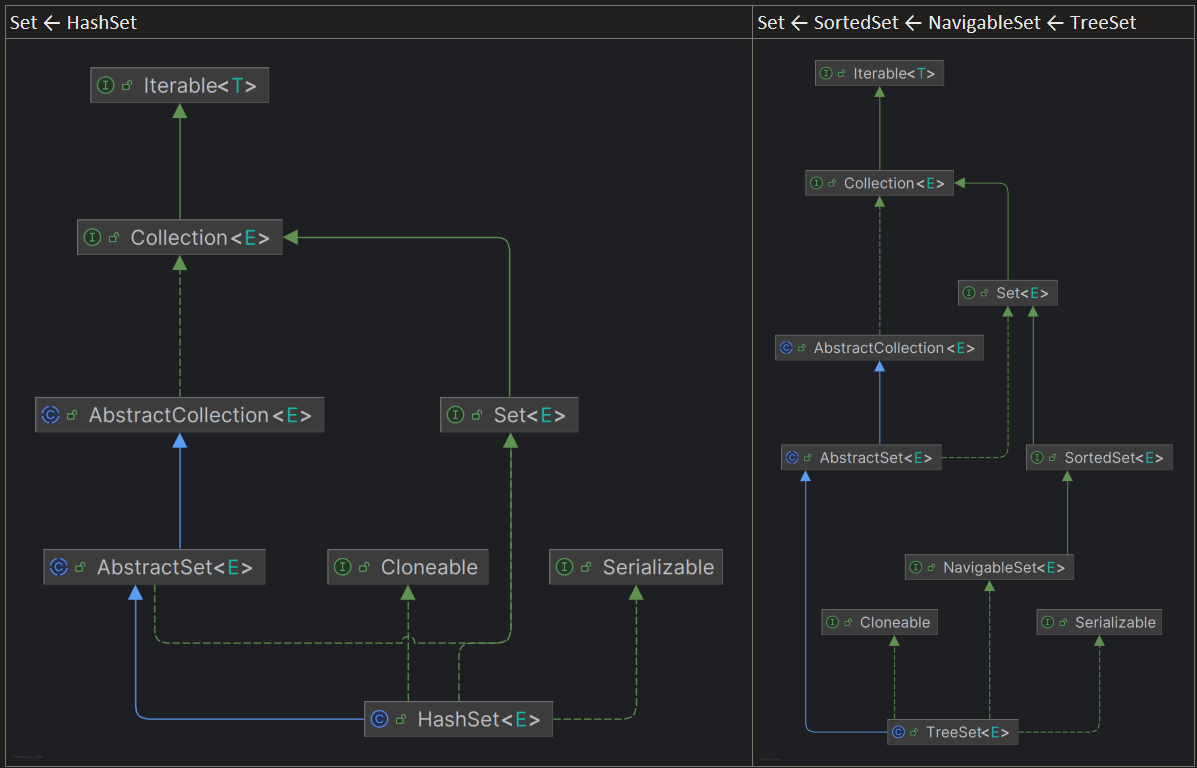 Set ← HashSet
Iterable<T>
Collection<E>
AbstractCollection<E>
Set<E>
AbstractSet<E>
Cloneable
Serializable
HashSet<E>
Set ← SortedSet ← NavigableSet ← TreeSet
Iterable<T>
Collection<E>
Set<E>
AbstractCollection<E>
AbstractSet<E>
SortedSet<E>
NavigableSet<E>
Cloneable
Serializable
TreeSet<E>